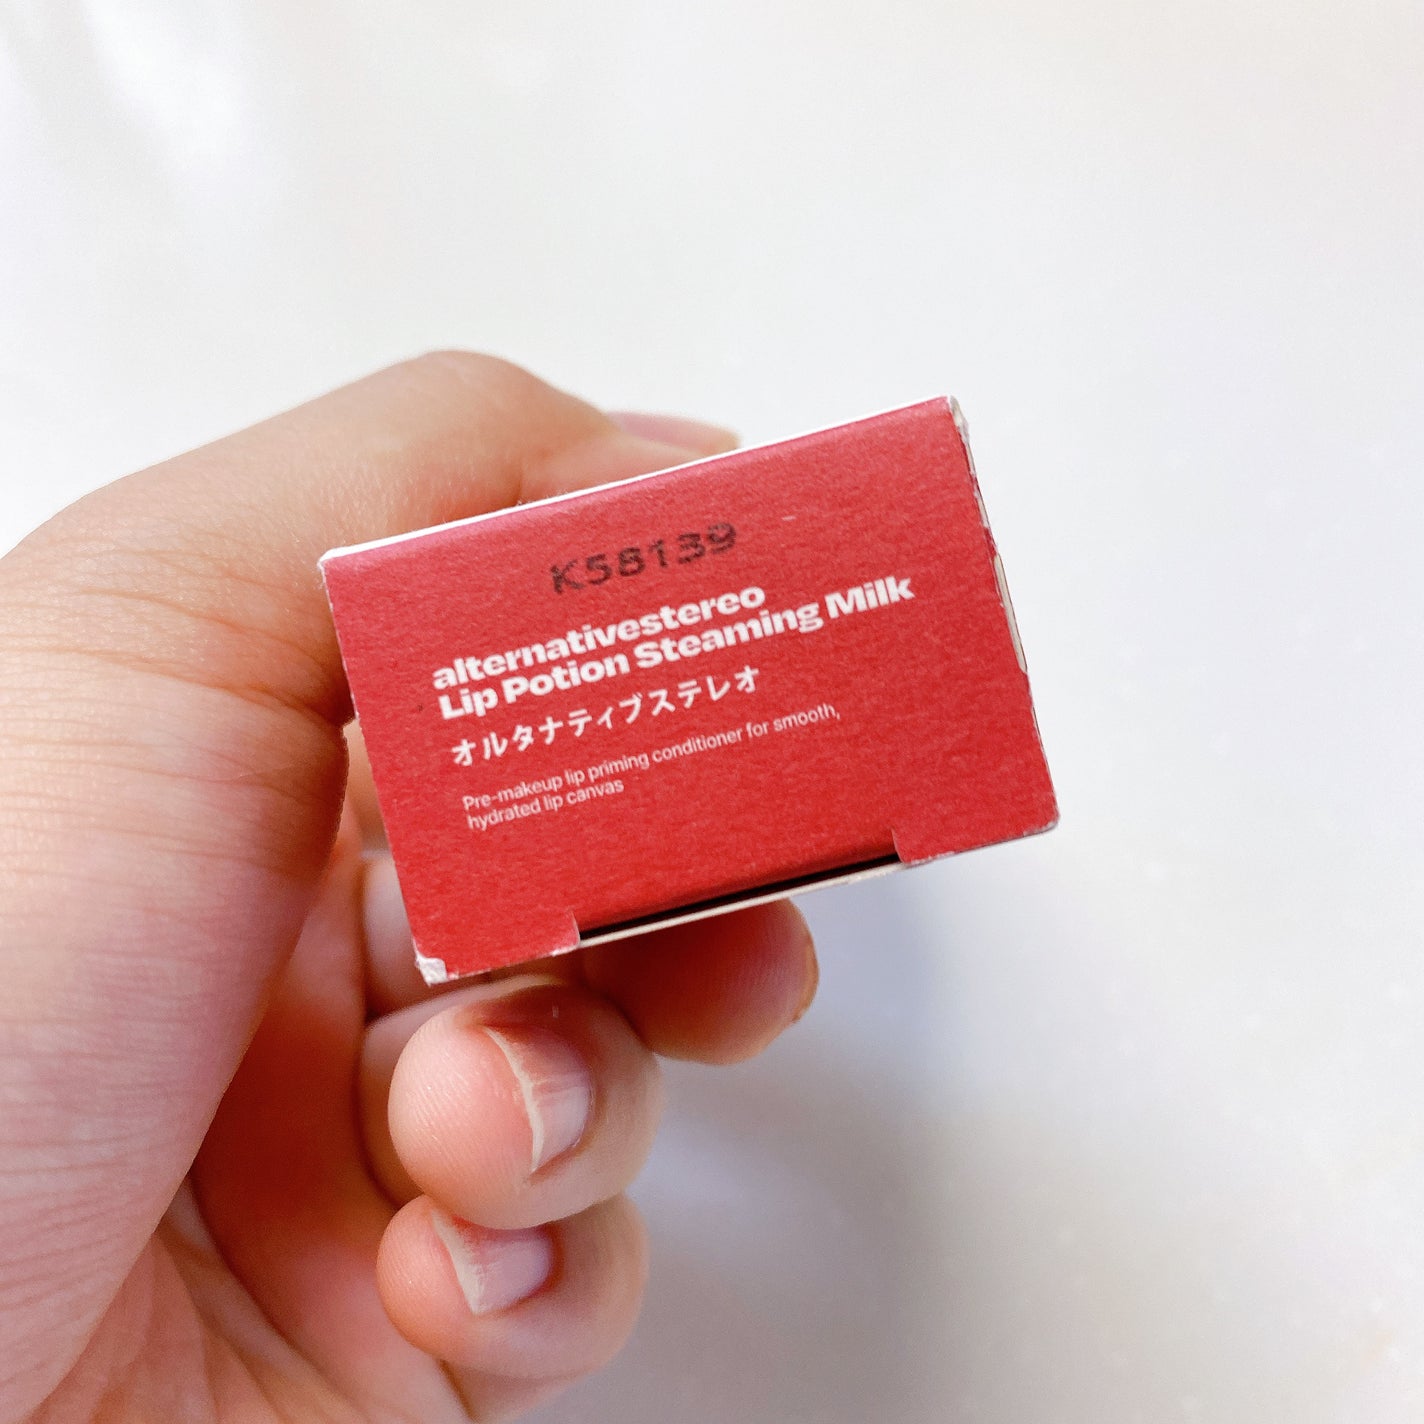 K58139
alternativestereo
Lip Potion Steaming Milk
オルタナティブステレオ
Pre-makeup lip priming conditioner for smooth,
hydrated lip canvas